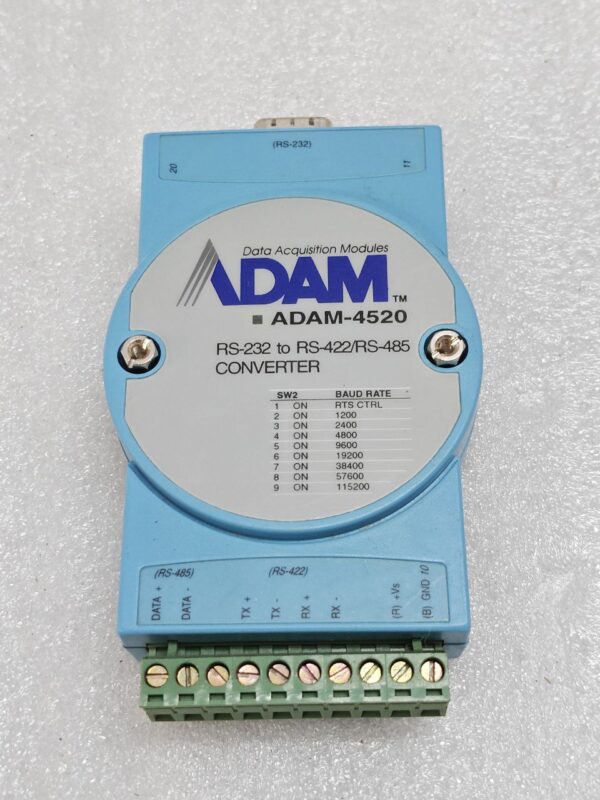 (RS-232)
20
11
Data Acquisition Modules
ADAM™
■ ADAM-4520
RS-232 to RS-422/RS-485
CONVERTER
SW2 BAUD RATE
1 ON RTS CTRL
2 ON 1200
3 ON 2400
4 ON 4800
5 ON 9600
6 ON 19200
7 ON 38400
8 ON 57600
9 ON 115200
(RS-485)
(RS-422)
DATA +
DATA -
TX +
TX -
RX +
RX -
(R) +Vs
(B) GND 10